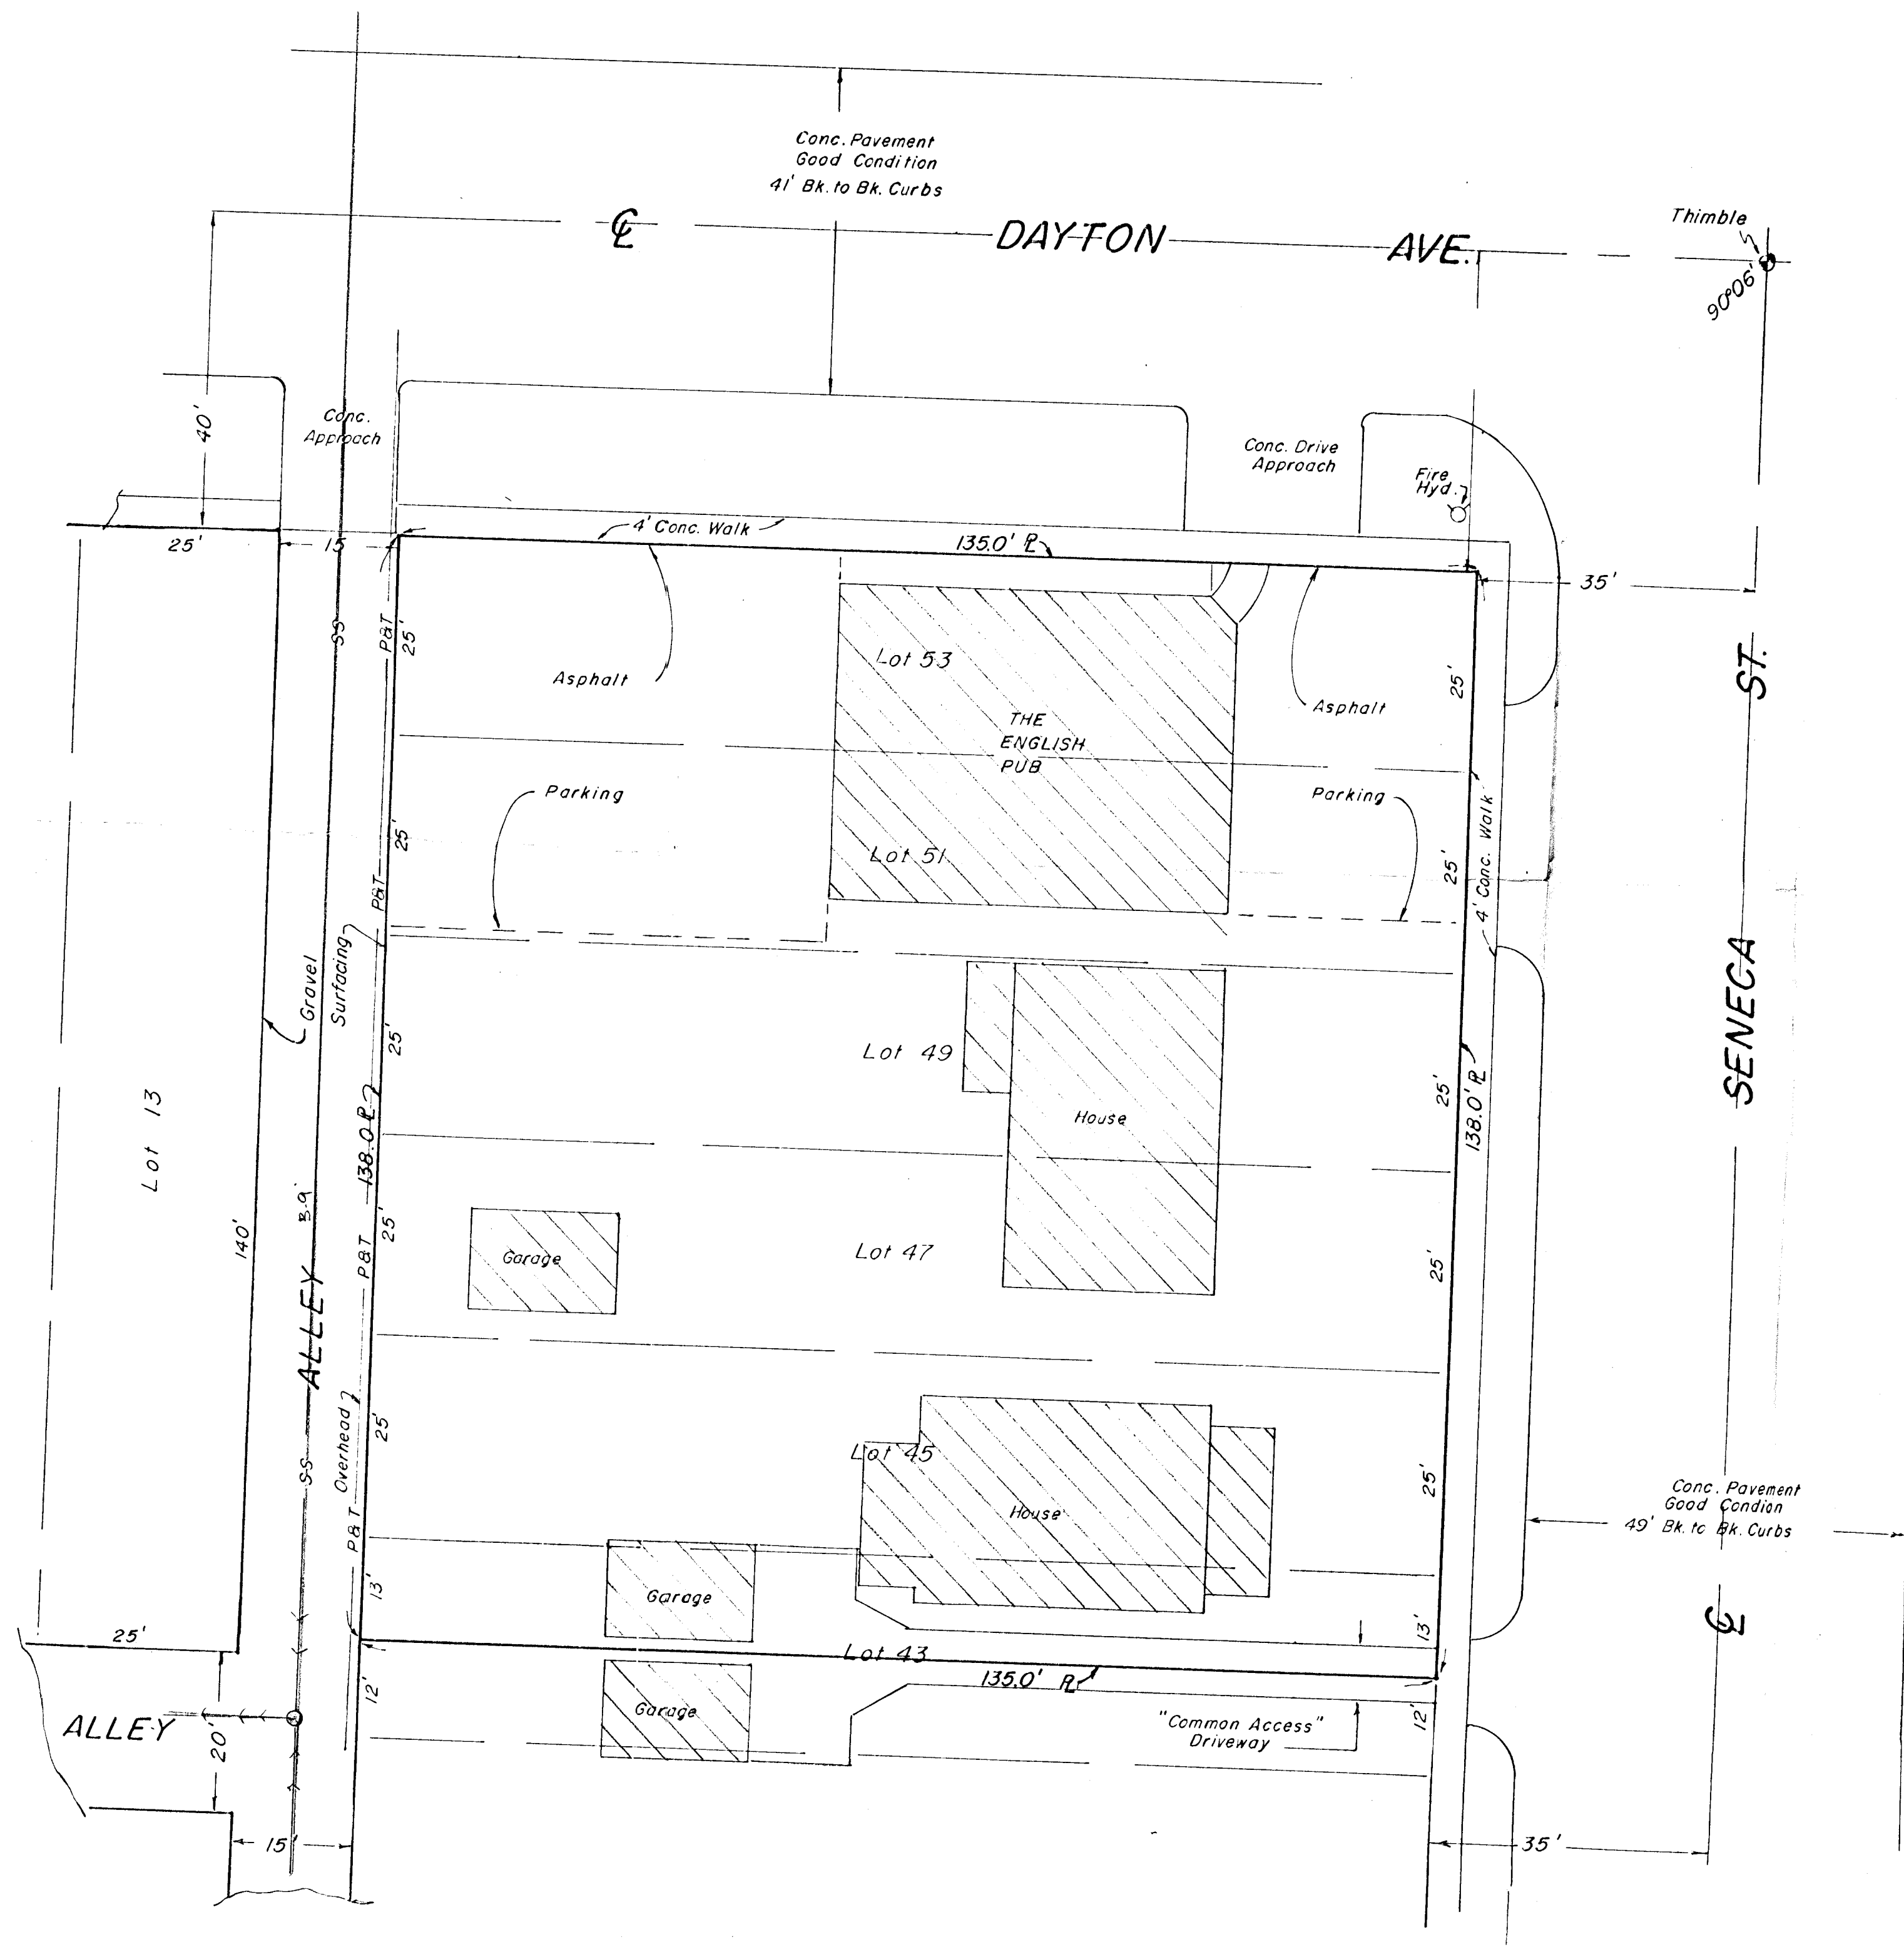 Conc. Pavement
Good Condition
41' Bk. to Bk. Curbs
℄ DAYTON AVE.
Thimble
90°06'
40'
Conc.
Approach
Conc. Drive
Approach
Fire
Hyd.
25'
15
4' Conc. Walk
135.0' ⅊
35'
SS
P&T
25'
Asphalt
Lot 53
25'
Asphalt
THE
ENGLISH
PUB
Parking
Parking
25'
P&T
Lot 51
25'
4' Conc. Walk
Gravel
Surfacing
25'
Lot 49
House
25'
138.0' ⅊
138.0 ⅊
P&T
Lot 13
140'
ALLEY
25'
Garage
Lot 47
25'
SENECA ST.
SS
Overhead
P&T
25'
Lot 45
House
25'
Conc. Pavement
Good Condion
49' Bk. to Bk. Curbs
℄
13'
Garage
13'
25'
Lot 43
135.0' ⅊
12'
Garage
"Common Access"
Driveway
12'
ALLEY
20'
15'
35'